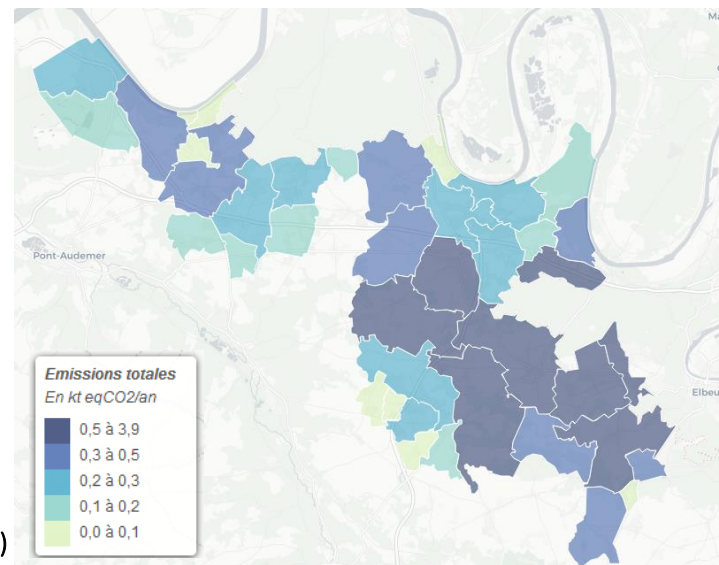 Ma
Pont-Audemer
Elbeu
Emissions totales
En kt eqCO2/an
0,5 à 3,9
0,3 à 0,5
0,2 à 0,3
0,1 à 0,2
0,0 à 0,1
)